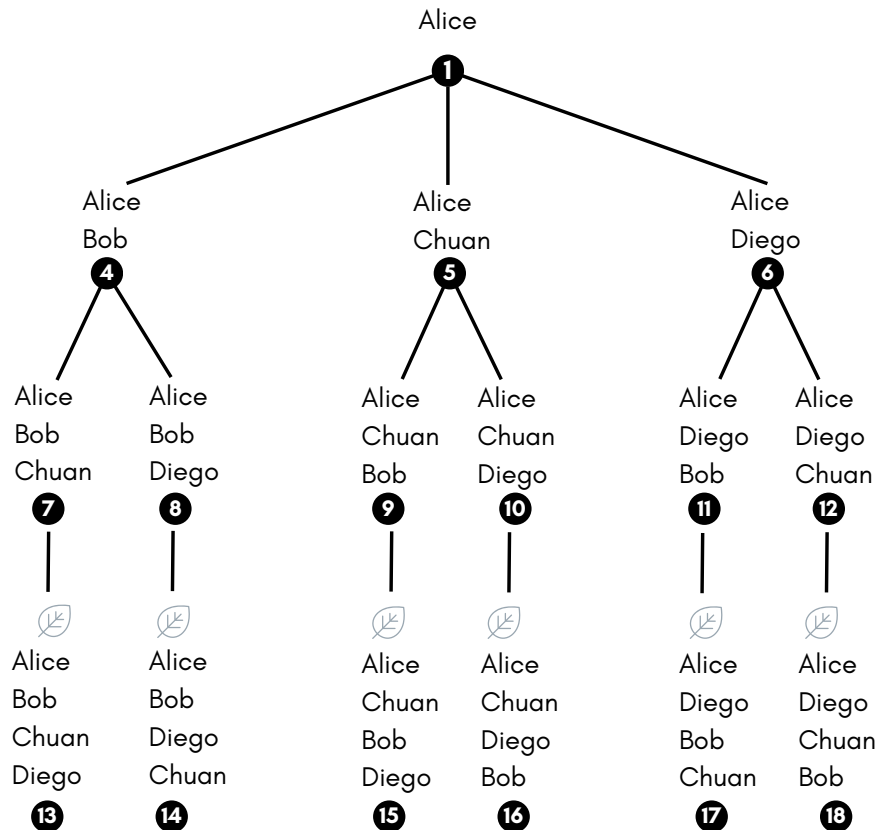 Alice
1
Alice
Bob
4
Alice
Chuan
5
Alice
Diego
6
Alice
Bob
Chuan
7
Alice
Bob
Diego
8
Alice
Chuan
Bob
9
Alice
Chuan
Diego
10
Alice
Diego
Bob
11
Alice
Diego
Chuan
12
Alice
Bob
Chuan
Diego
13
Alice
Bob
Diego
Chuan
14
Alice
Chuan
Bob
Diego
15
Alice
Chuan
Diego
Bob
16
Alice
Diego
Bob
Chuan
17
Alice
Diego
Chuan
Bob
18